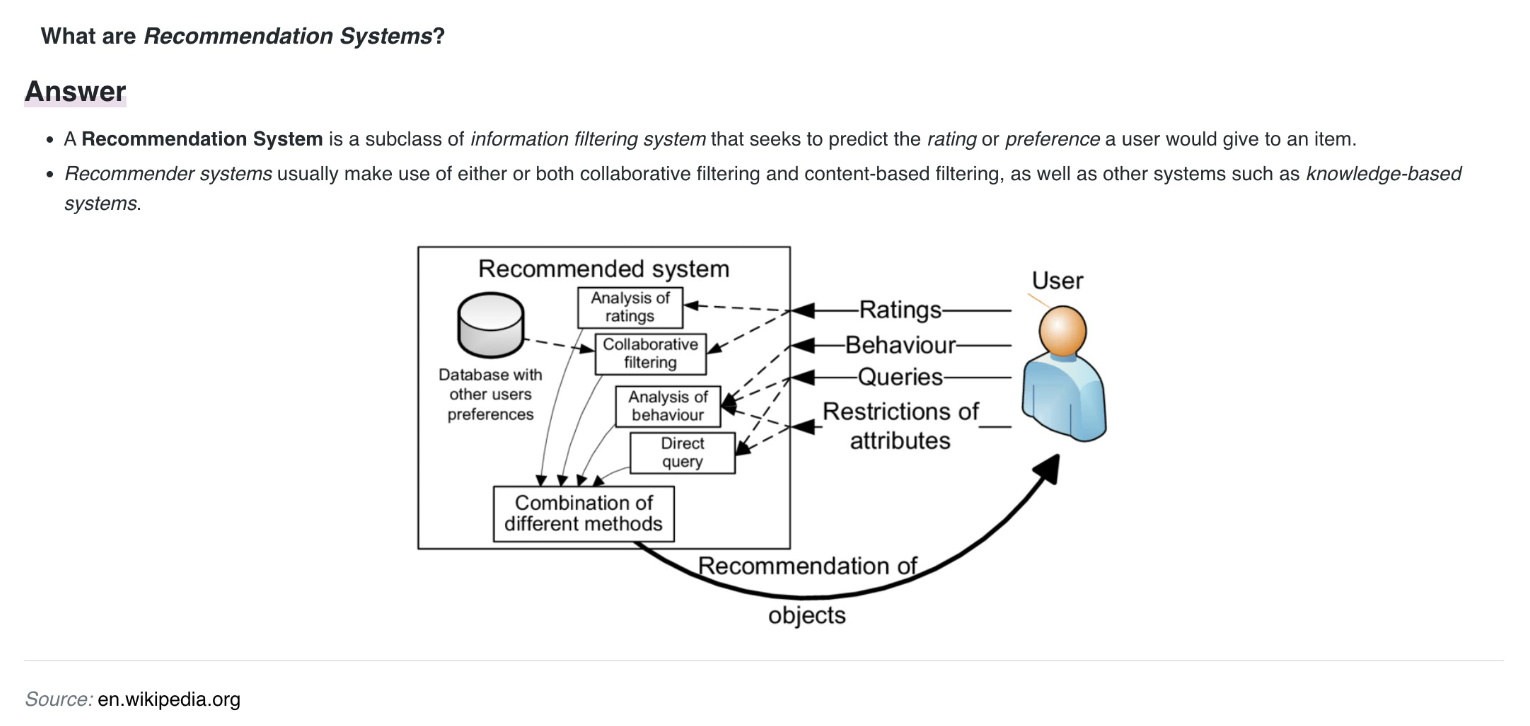 What are Recommendation Systems?
Answer
A Recommendation System is a subclass of information filtering system that seeks to predict the rating or preference a user would give to an item.
Recommender systems usually make use of either or both collaborative filtering and content-based filtering, as well as other systems such as knowledge-based
systems.
Recommended system
Analysis of
ratings
Collaborative
filtering
Database with
other users
preferences
Analysis of
behaviour
Direct
query
Combination of
different methods
User
Ratings
Behaviour
Queries
Restrictions of
attributes
Recommendation of
objects
Source: en.wikipedia.org